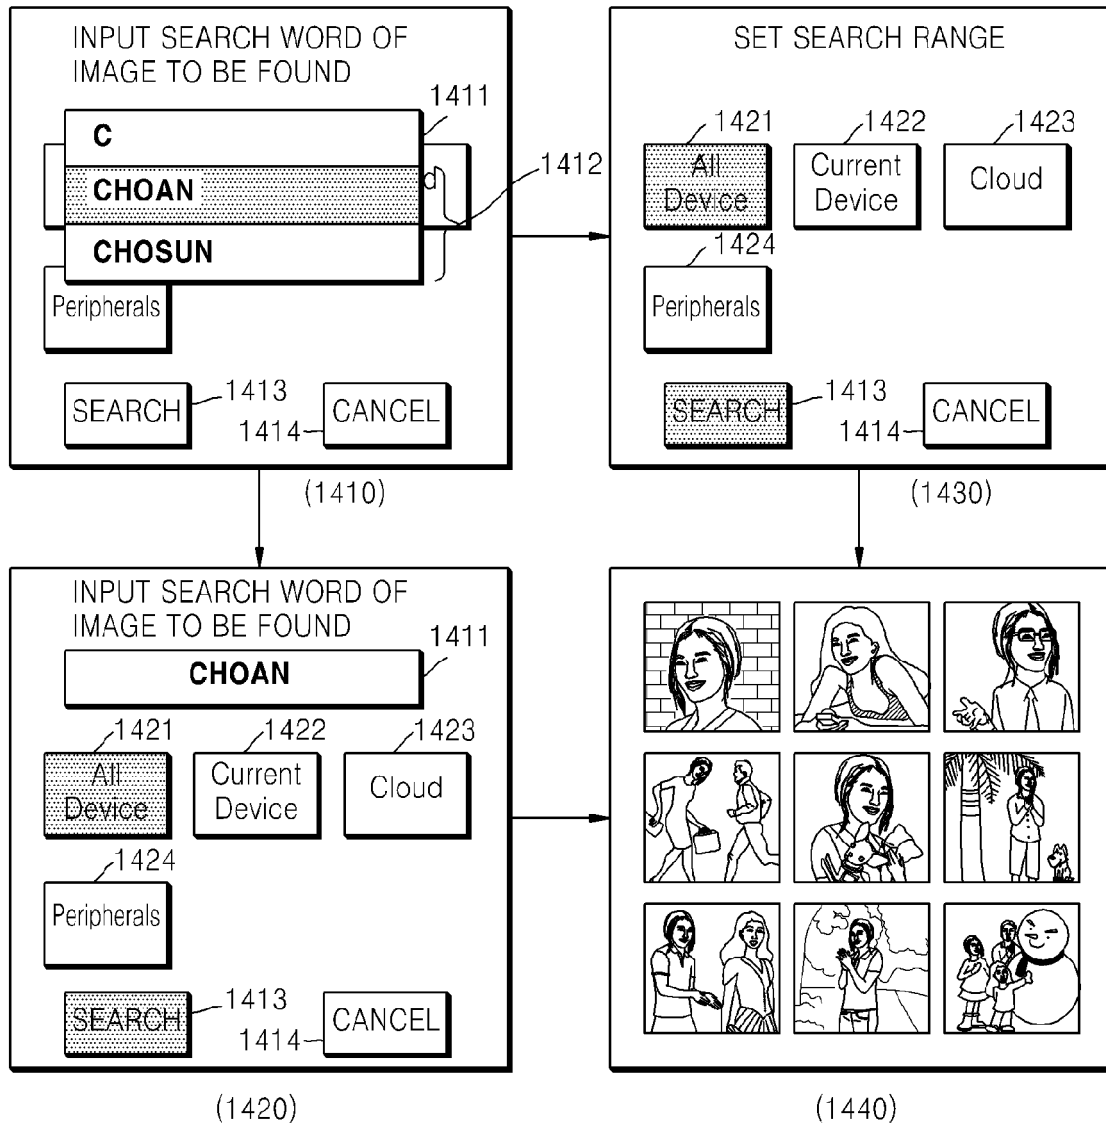 INPUT SEARCH WORD OF
IMAGE TO BE FOUND
1411
C
CHOAN
d
1412
CHOSUN
Peripherals
SEARCH
1413
1414
CANCEL
(1410)
SET SEARCH RANGE
1421
1422
1423
All
Device
Current
Device
Cloud
1424
Peripherals
SEARCH
1413
1414
CANCEL
(1430)
INPUT SEARCH WORD OF
IMAGE TO BE FOUND
1411
CHOAN
1421
1422
1423
All
Device
Current
Device
Cloud
1424
Peripherals
SEARCH
1413
1414
CANCEL
(1420)
(1440)